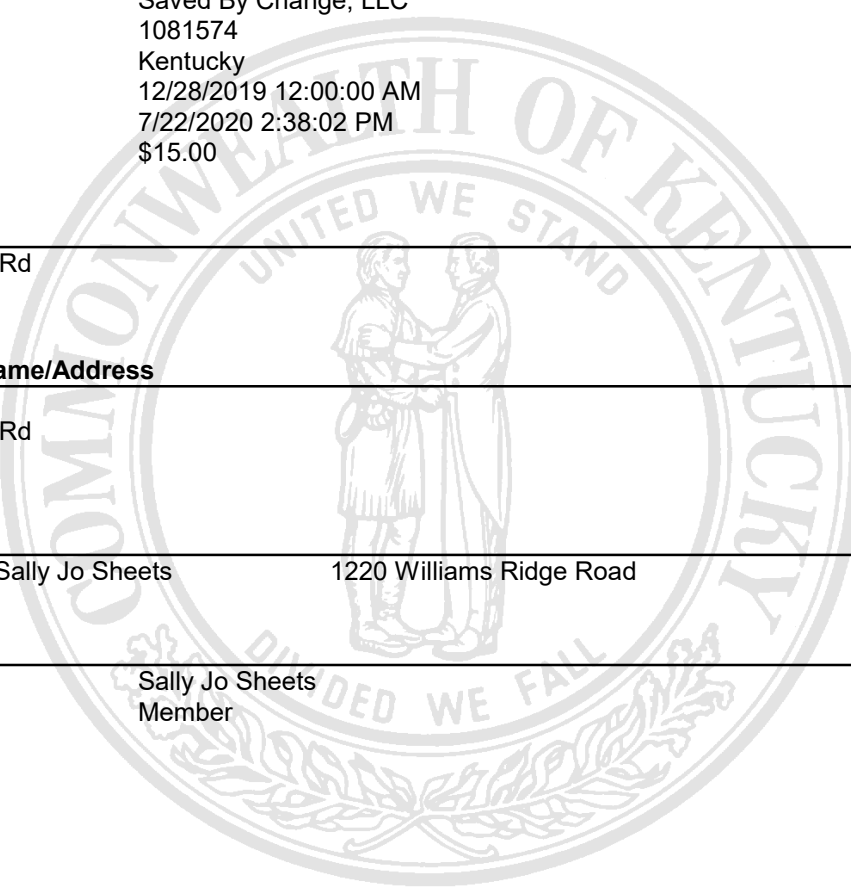 Saved By Change, LLC
1081574
Kentucky
12/28/2019 12:00:00 AM
7/22/2020 2:38:02 PM
$15.00
Rd
ame/Address
Rd
Sally Jo Sheets 1220 Williams Ridge Road
Sally Jo Sheets
Member
COMMONWEALTH OF KENTUCKY
UNITED WE STAND
DIVIDED WE FALL